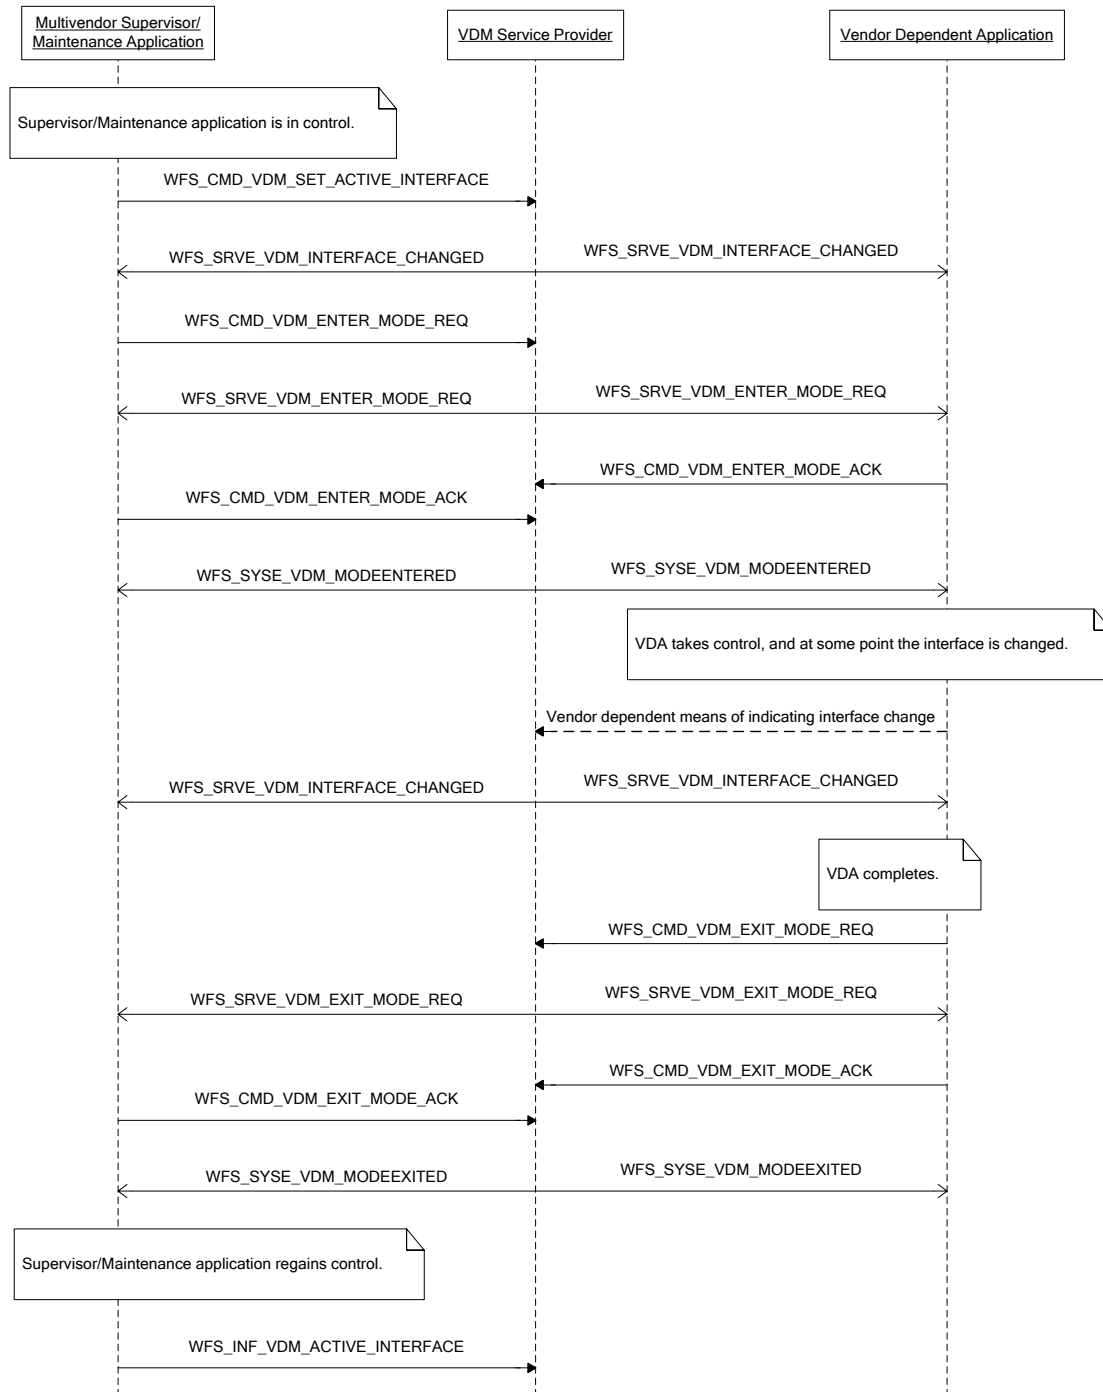 Multivendor Supervisor/
Maintenance Application
VDM Service Provider
Vendor Dependent Application
Supervisor/Maintenance application is in control.
WFS_CMD_VDM_SET_ACTIVE_INTERFACE
WFS_SRVE_VDM_INTERFACE_CHANGED
WFS_SRVE_VDM_INTERFACE_CHANGED
WFS_CMD_VDM_ENTER_MODE_REQ
WFS_SRVE_VDM_ENTER_MODE_REQ
WFS_SRVE_VDM_ENTER_MODE_REQ
WFS_CMD_VDM_ENTER_MODE_ACK
WFS_CMD_VDM_ENTER_MODE_ACK
WFS_SYSE_VDM_MODEENTERED
WFS_SYSE_VDM_MODEENTERED
VDA takes control, and at some point the interface is changed.
Vendor dependent means of indicating interface change
WFS_SRVE_VDM_INTERFACE_CHANGED
WFS_SRVE_VDM_INTERFACE_CHANGED
VDA completes.
WFS_CMD_VDM_EXIT_MODE_REQ
WFS_SRVE_VDM_EXIT_MODE_REQ
WFS_SRVE_VDM_EXIT_MODE_REQ
WFS_CMD_VDM_EXIT_MODE_ACK
WFS_CMD_VDM_EXIT_MODE_ACK
WFS_SYSE_VDM_MODEEXITED
WFS_SYSE_VDM_MODEEXITED
Supervisor/Maintenance application regains control.
WFS_INF_VDM_ACTIVE_INTERFACE